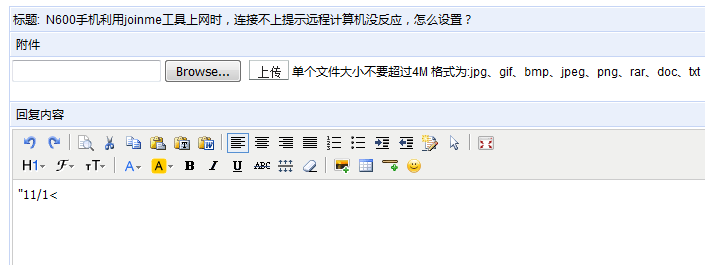 标题: N600手机利用joinme工具上网时，连接不上提示远程计算机没反应，怎么设置？
附件
Browse... 上传 单个文件大小不要超过4M 格式为:jpg、gif、bmp、jpeg、png、rar、doc、txt
回复内容
H1 F тT A A B I U ABC
"11/1<